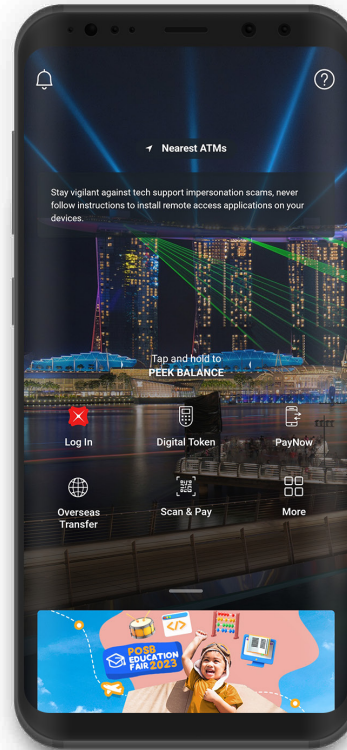 Nearest ATMs
Stay vigilant against tech support impersonation scams, never
follow instructions to install remote access applications on your
devices.
Tap and hold to
PEEK BALANCE
Log In
Digital Token
PayNow
Overseas
Transfer
Scan & Pay
More
POSB
EDUCATION
FAIR 2023